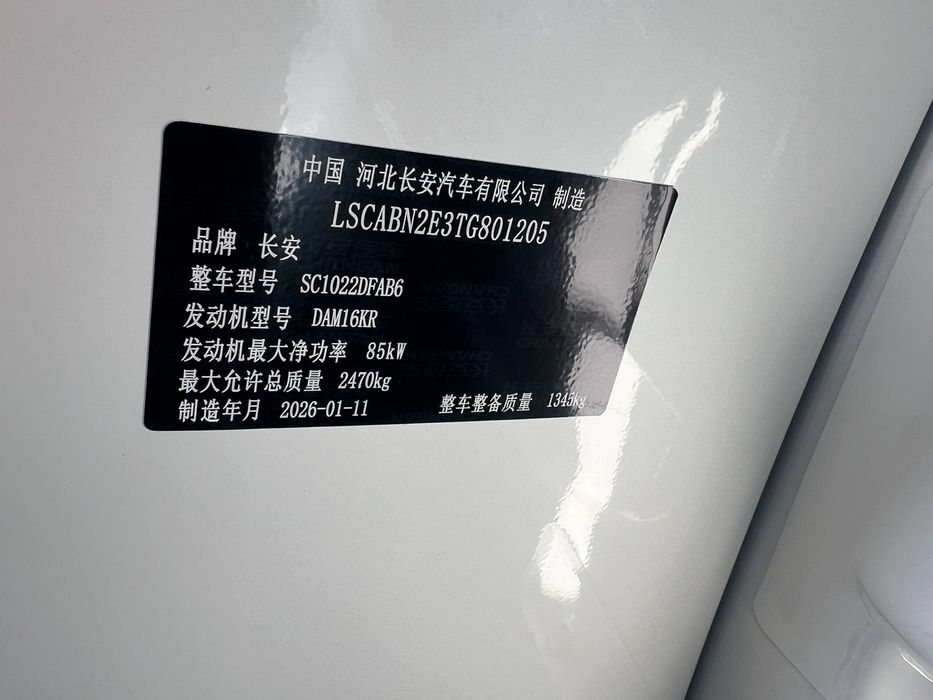 中国 河北长安汽车有限公司 制造
LSCABN2E3TG801205
品牌 长安
整车型号 SC1022DFAB6
发动机型号 DAM16KR
发动机最大净功率 85kW
最大允许总质量 2470kg
制造年月 2026-01-11 整车整备质量 1345kg